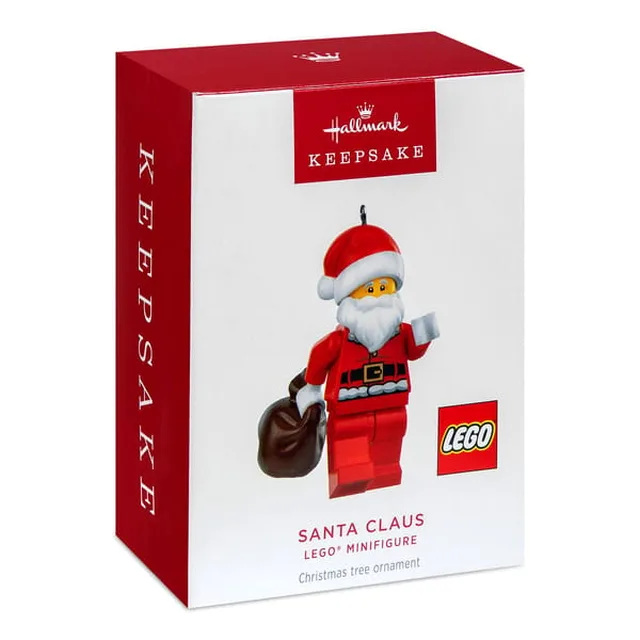 KEEPSAKE
Hallmark
KEEPSAKE
LEGO
SANTA CLAUS
LEGO® MINIFIGURE
Christmas tree ornament